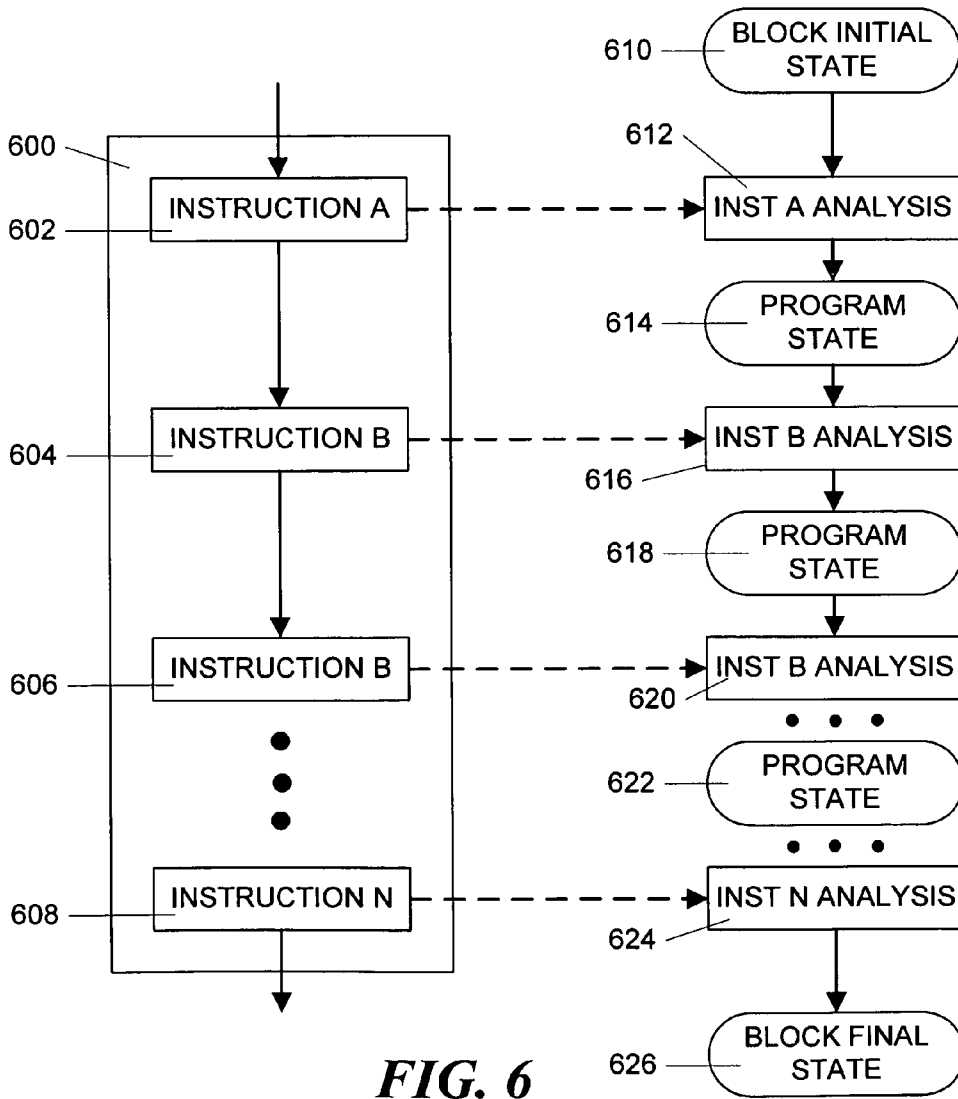 610
BLOCK INITIAL
STATE
600
612
INSTRUCTION A
INST A ANALYSIS
602
614
PROGRAM
STATE
INSTRUCTION B
INST B ANALYSIS
604
616
618
PROGRAM
STATE
INSTRUCTION B
INST B ANALYSIS
606
620
622
PROGRAM
STATE
INSTRUCTION N
INST N ANALYSIS
608
624
BLOCK FINAL
STATE
626
FIG. 6